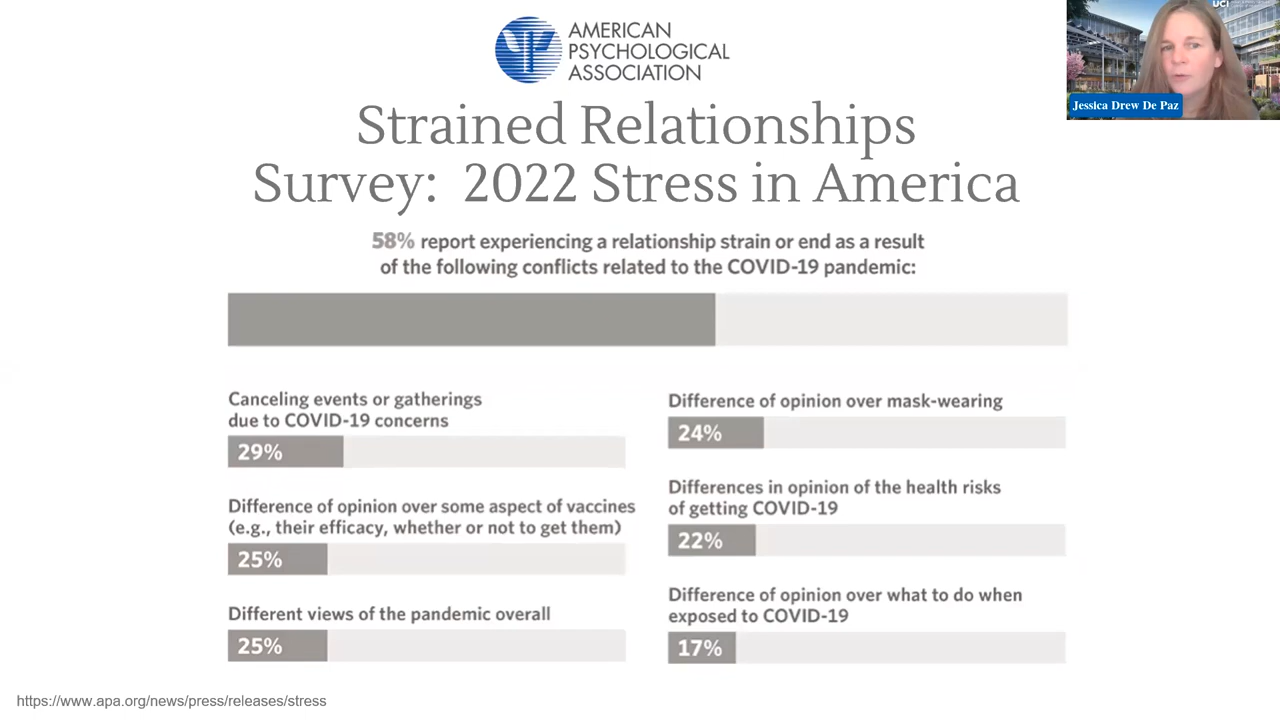 AMERICAN
PSYCHOLOGICAL
ASSOCIATION
UCI
Jessica Drew De Paz
Strained Relationships
Survey: 2022 Stress in America
58% report experiencing a relationship strain or end as a result
of the following conflicts related to the COVID-19 pandemic:
Canceling events or gatherings
due to COVID-19 concerns
29%
Difference of opinion over some aspect of vaccines
(e.g., their efficacy, whether or not to get them)
25%
Different views of the pandemic overall
25%
Difference of opinion over mask-wearing
24%
Differences in opinion of the health risks
of getting COVID-19
22%
Difference of opinion over what to do when
exposed to COVID-19
17%
https://www.apa.org/news/press/releases/stress